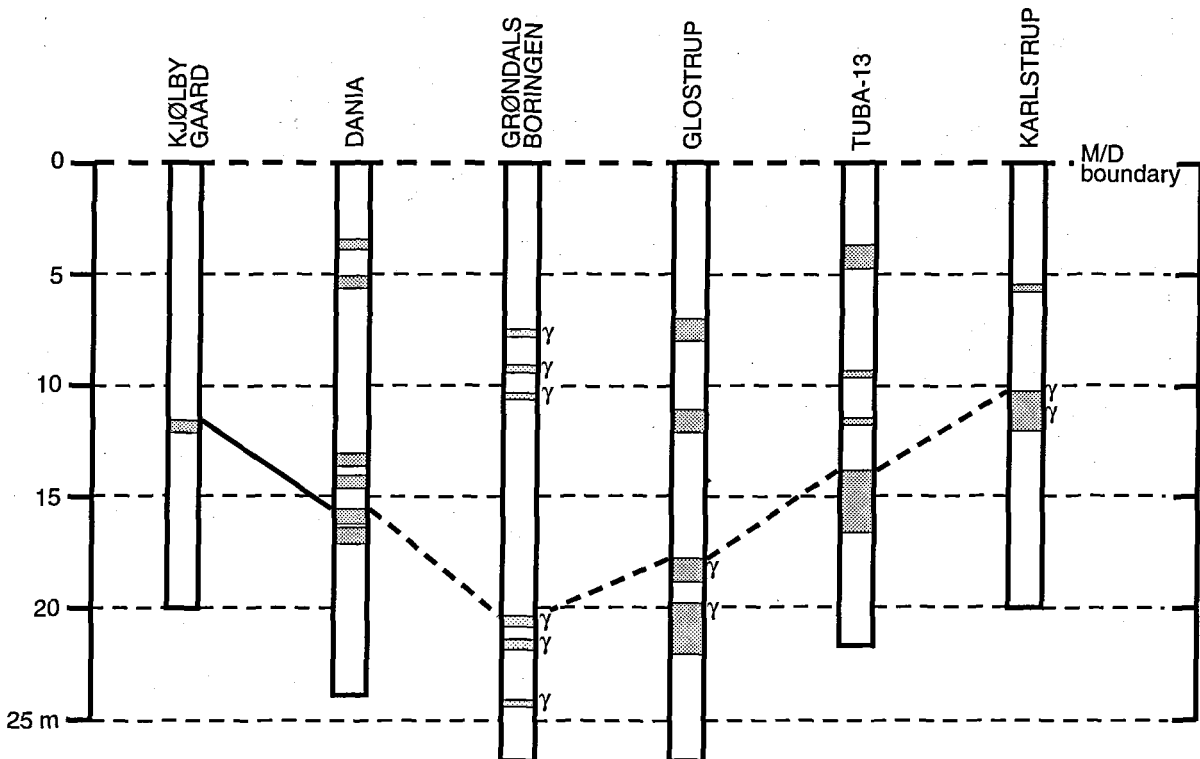 KJØLBY
GAARD
DANIA
GRØNDALS
BORINGEN
GLOSTRUP
TUBA-13
KARLSTRUP
M/D
boundary
0
5
10
15
20
25 m
γ
γ
γ
γ
γ
γ
γ
γ
γ
γ